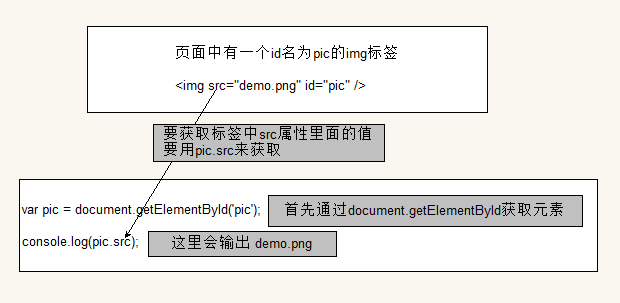 页面中有一个id名为pic的img标签
<img src="demo.png" id="pic" />
要获取标签中src属性里面的值
要用pic.src来获取
var pic = document.getElementById('pic'); 首先通过document.getElementById获取元素
console.log(pic.src); 这里会输出 demo.png